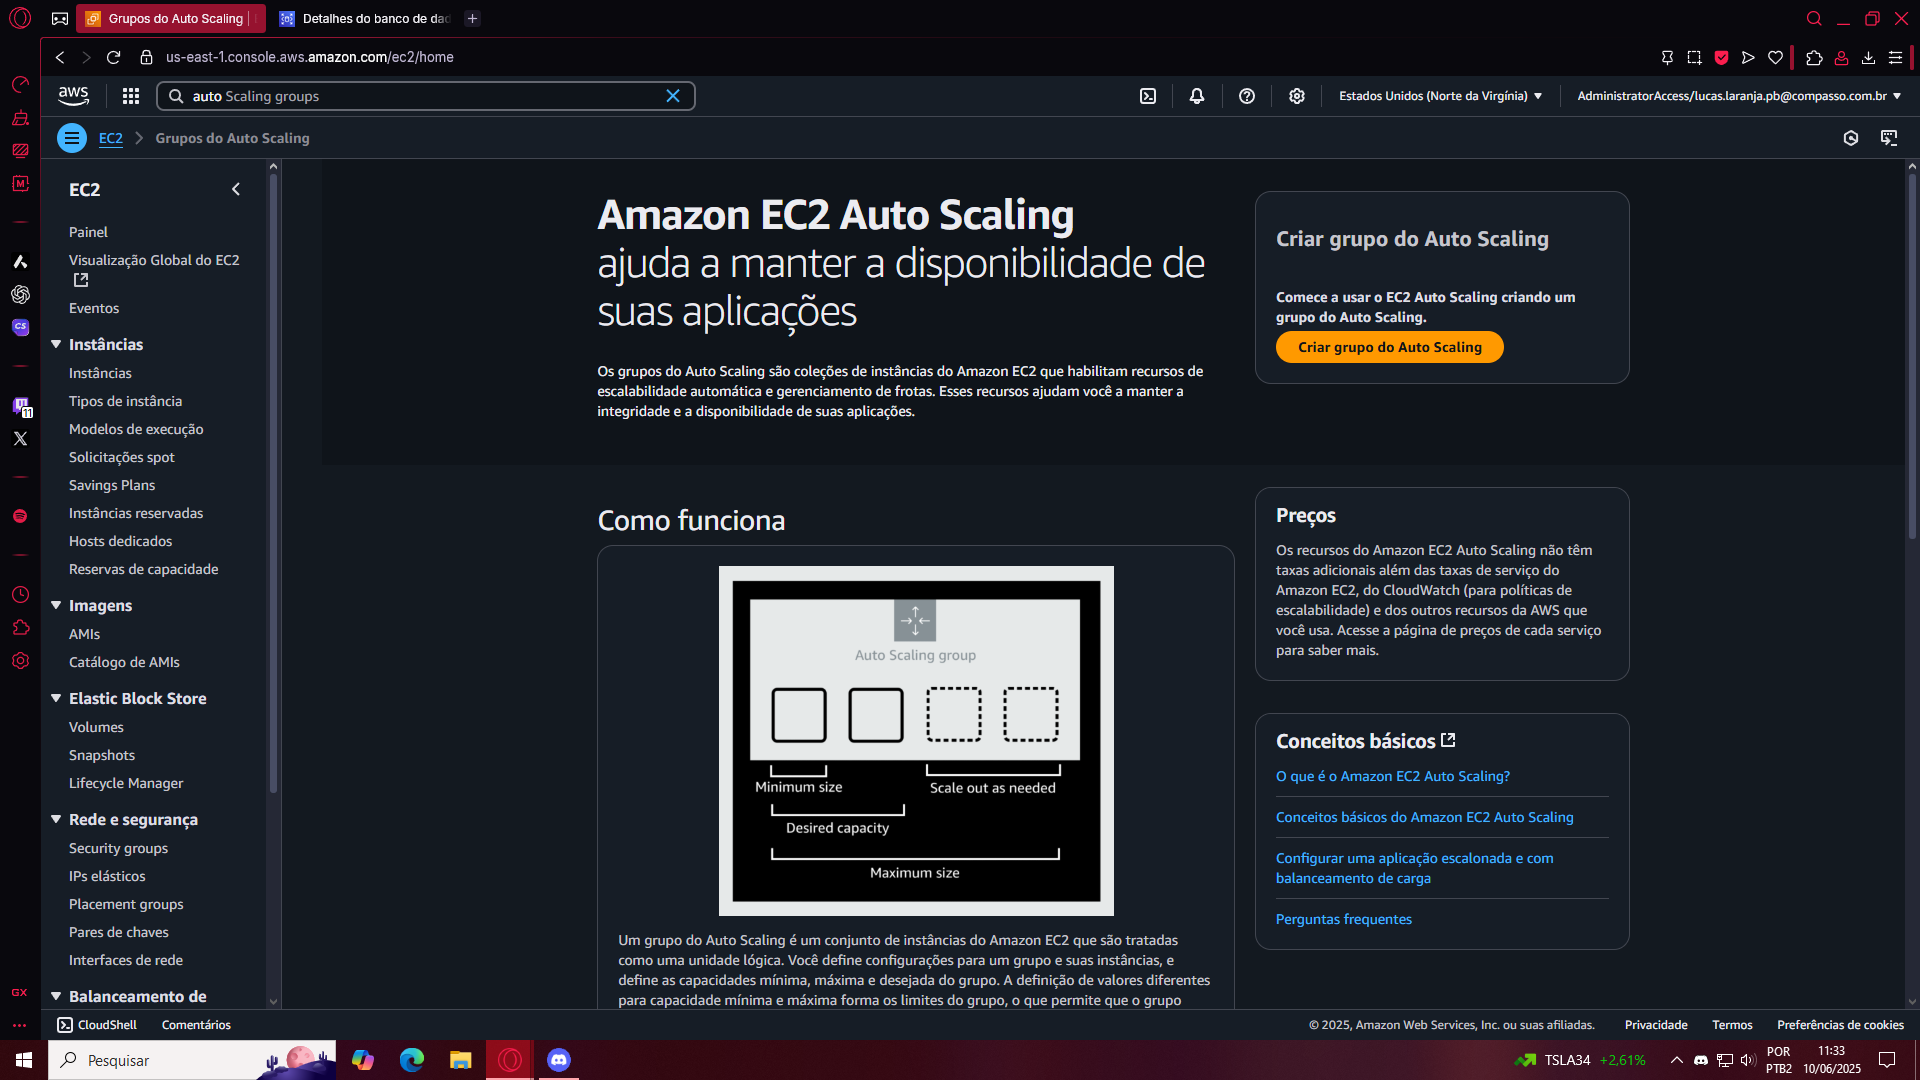 Grupos do Auto Scaling
Detalhes do banco de dad
us-east-1.console.aws.amazon.com/ec2/home
aws
auto Scaling groups
Estados Unidos (Norte da Virgínia)
AdministratorAccess/lucas.laranja.pb@compasso.com.br
EC2
Grupos do Auto Scaling
EC2
Painel
Visualização Global do EC2
Eventos
Instâncias
Instâncias
Tipos de instância
Modelos de execução
Solicitações spot
Savings Plans
Instâncias reservadas
Hosts dedicados
Reservas de capacidade
Imagens
AMIs
Catálogo de AMIs
Elastic Block Store
Volumes
Snapshots
Lifecycle Manager
Rede e segurança
Security groups
IPs elásticos
Placement groups
Pares de chaves
Interfaces de rede
Balanceamento de
Amazon EC2 Auto Scaling
ajuda a manter a disponibilidade de
suas aplicações
Os grupos do Auto Scaling são coleções de instâncias do Amazon EC2 que habilitam recursos de
escalabilidade automática e gerenciamento de frotas. Esses recursos ajudam você a manter a
integridade e a disponibilidade de suas aplicações.
Criar grupo do Auto Scaling
Comece a usar o EC2 Auto Scaling criando um
grupo do Auto Scaling.
Criar grupo do Auto Scaling
Como funciona
Auto Scaling group
Minimum size
Scale out as needed
Desired capacity
Maximum size
Um grupo do Auto Scaling é um conjunto de instâncias do Amazon EC2 que são tratadas
como uma unidade lógica. Você define configurações para um grupo e suas instâncias, e
define as capacidades mínima, máxima e desejada do grupo. A definição de valores diferentes
para capacidade mínima e máxima forma os limites do grupo, o que permite que o grupo
Preços
Os recursos do Amazon EC2 Auto Scaling não têm
taxas adicionais além das taxas de serviço do
Amazon EC2, do CloudWatch (para políticas de
escalabilidade) e dos outros recursos da AWS que
você usa. Acesse a página de preços de cada serviço
para saber mais.
Conceitos básicos
O que é o Amazon EC2 Auto Scaling?
Conceitos básicos do Amazon EC2 Auto Scaling
Configurar uma aplicação escalonada e com
balanceamento de carga
Perguntas frequentes
M
CS
11
GX
CloudShell
Comentários
© 2025, Amazon Web Services, Inc. ou suas afiliadas.
Privacidade
Termos
Preferências de cookies
Pesquisar
TSLA34 +2,61%
POR
PTB2
11:33
10/06/2025